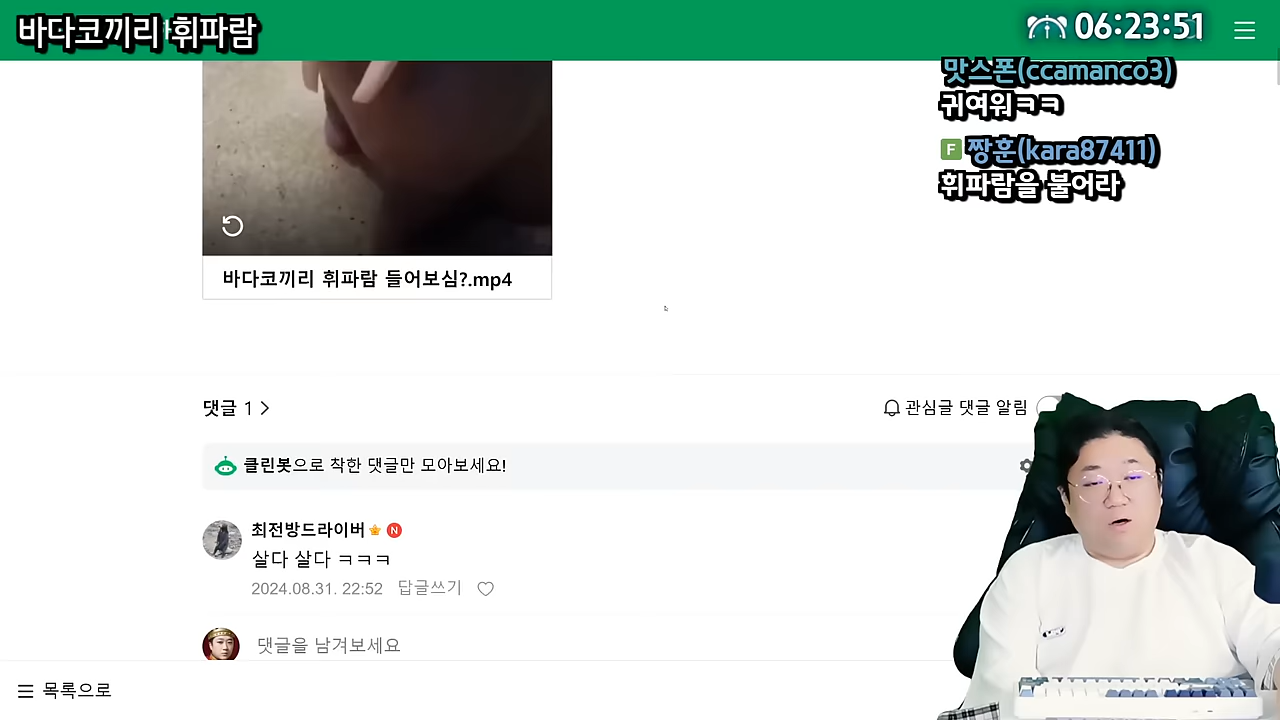 바다코끼리 휘파람
06:23:51
맛스폰(ccamanco3)
귀여워ㅋㅋ
F 짱훈(kara87411)
휘파람을 불어라
바다코끼리 휘파람 들어보심?.mp4
댓글 1
관심글 댓글 알림
클린봇으로 착한 댓글만 모아보세요!
최전방드라이버 N
살다 살다 ㅋㅋㅋ
2024.08.31. 22:52 답글쓰기
댓글을 남겨보세요
목록으로